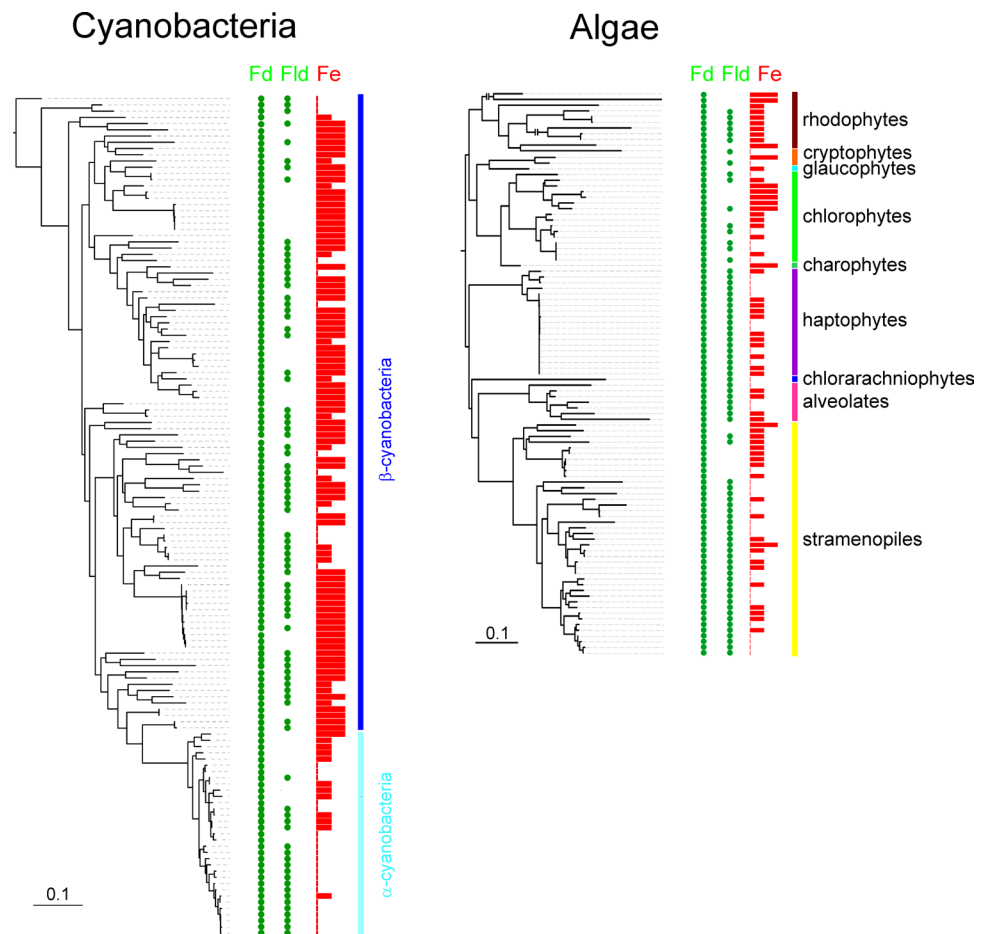 Cyanobacteria
Fd Fld Fe
β-cyanobacteria
α-cyanobacteria
0.1
Algae
Fd Fld Fe
rhodophytes
cryptophytes
glaucophytes
chlorophytes
charophytes
haptophytes
chlorarachniophytes
alveolates
stramenopiles
0.1